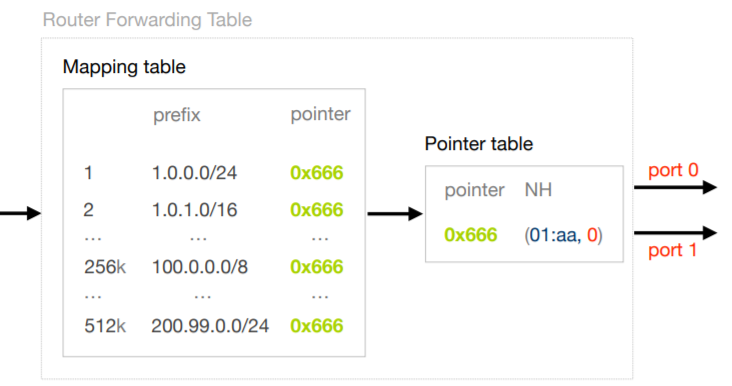 Router Forwarding Table
Mapping table
prefix pointer
1 1.0.0.0/24 0x666
2 1.0.1.0/16 0x666
... ... ...
256k 100.0.0.0/8 0x666
... ... ...
512k 200.99.0.0/24 0x666
Pointer table
pointer NH
0x666 (01:aa, 0)
port 0
port 1